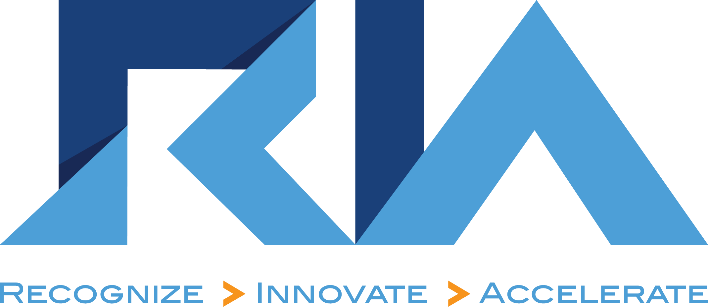 RIA
RECOGNIZE > INNOVATE > ACCELERATE